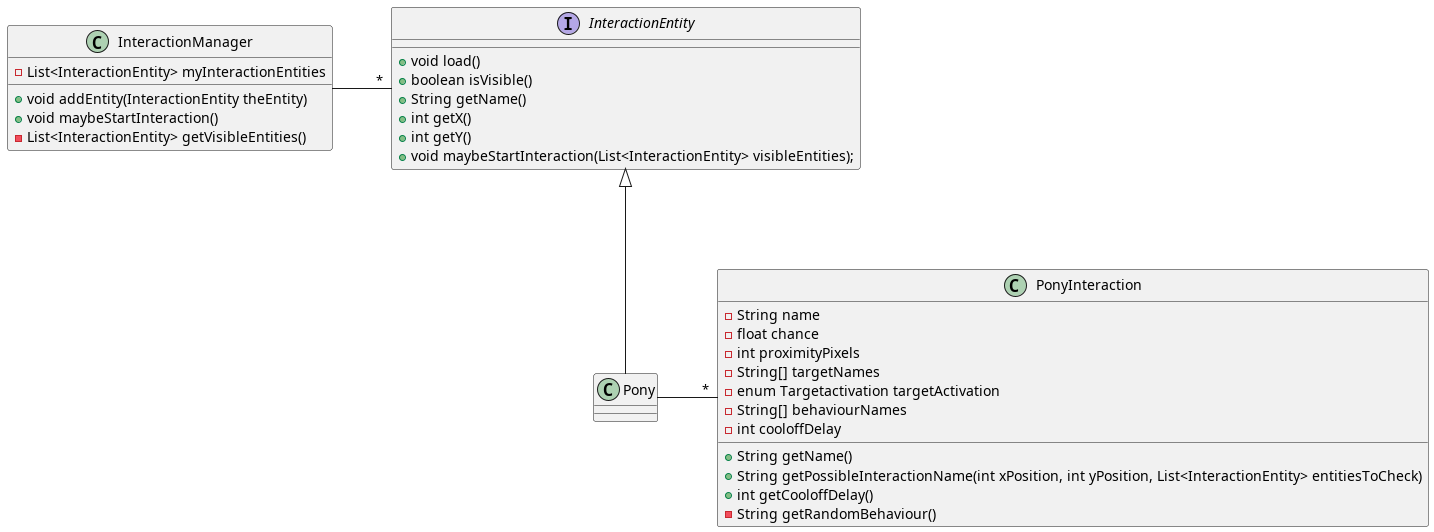 C InteractionManager
List<InteractionEntity> myInteractionEntities
void addEntity(InteractionEntity theEntity)
void maybeStartInteraction()
List<InteractionEntity> getVisibleEntities()
*
I InteractionEntity
void load()
boolean isVisible()
String getName()
int getX()
int getY()
void maybeStartInteraction(List<InteractionEntity> visibleEntities);
C Pony
*
C PonyInteraction
String name
float chance
int proximityPixels
String[] targetNames
enum Targetactivation targetActivation
String[] behaviourNames
int cooloffDelay
String getName()
String getPossibleInteractionName(int xPosition, int yPosition, List<InteractionEntity> entitiesToCheck)
int getCooloffDelay()
String getRandomBehaviour()